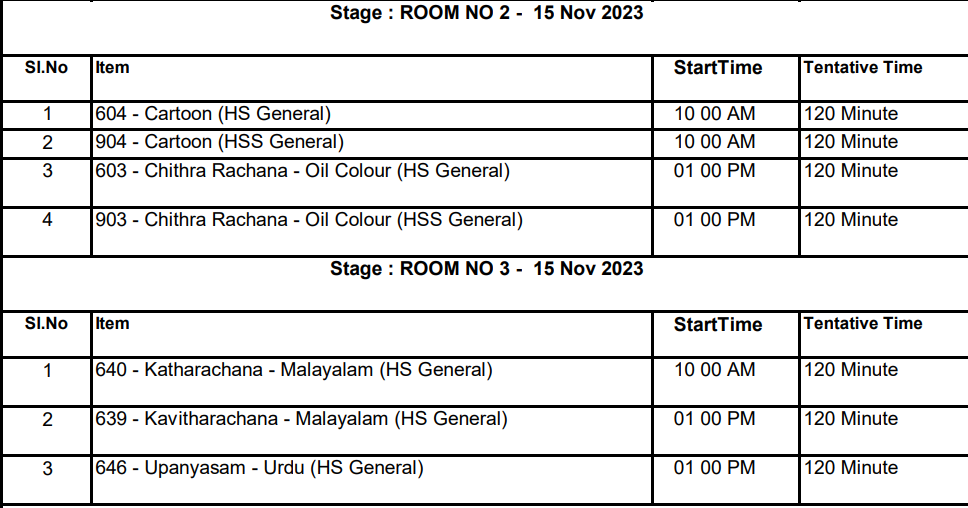 Stage : ROOM NO 2 - 15 Nov 2023
Sl.No Item StartTime Tentative Time
1 604 - Cartoon (HS General) 10 00 AM 120 Minute
2 904 - Cartoon (HSS General) 10 00 AM 120 Minute
3 603 - Chithra Rachana - Oil Colour (HS General) 01 00 PM 120 Minute
4 903 - Chithra Rachana - Oil Colour (HSS General) 01 00 PM 120 Minute
Stage : ROOM NO 3 - 15 Nov 2023
Sl.No Item StartTime Tentative Time
1 640 - Katharachana - Malayalam (HS General) 10 00 AM 120 Minute
2 639 - Kavitharachana - Malayalam (HS General) 01 00 PM 120 Minute
3 646 - Upanyasam - Urdu (HS General) 01 00 PM 120 Minute